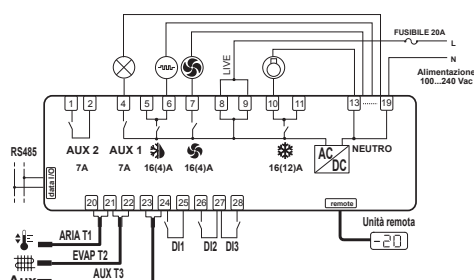 FUSIBILE 20A
L
N
LIVE
Alimentazione
100...240 Vac
1 2 4 5 6 7 8 9 10 11 13 ........ 19
AUX 2 AUX 1 NEUTRO
AC DC
7A 7A 16(4)A 16(4)A 16(12)A
RS485
data I/O
20 21 22 23 24 25 26 27 28
remote
Unità remota
-20
ARIA T1
EVAP T2
AUX T3
DI1 DI2 DI3
Aux